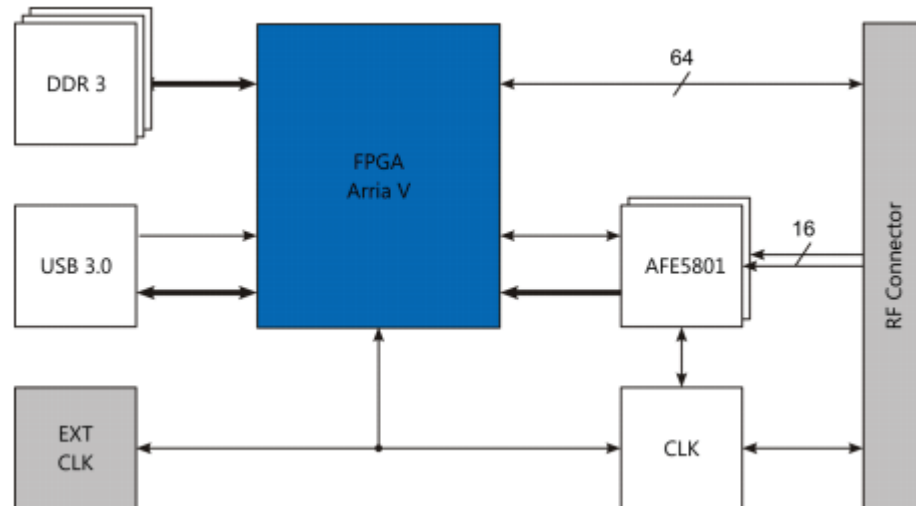 DDR 3
FPGA
Arria V
64
USB 3.0
AFE5801
16
RF Connector
EXT
CLK
CLK